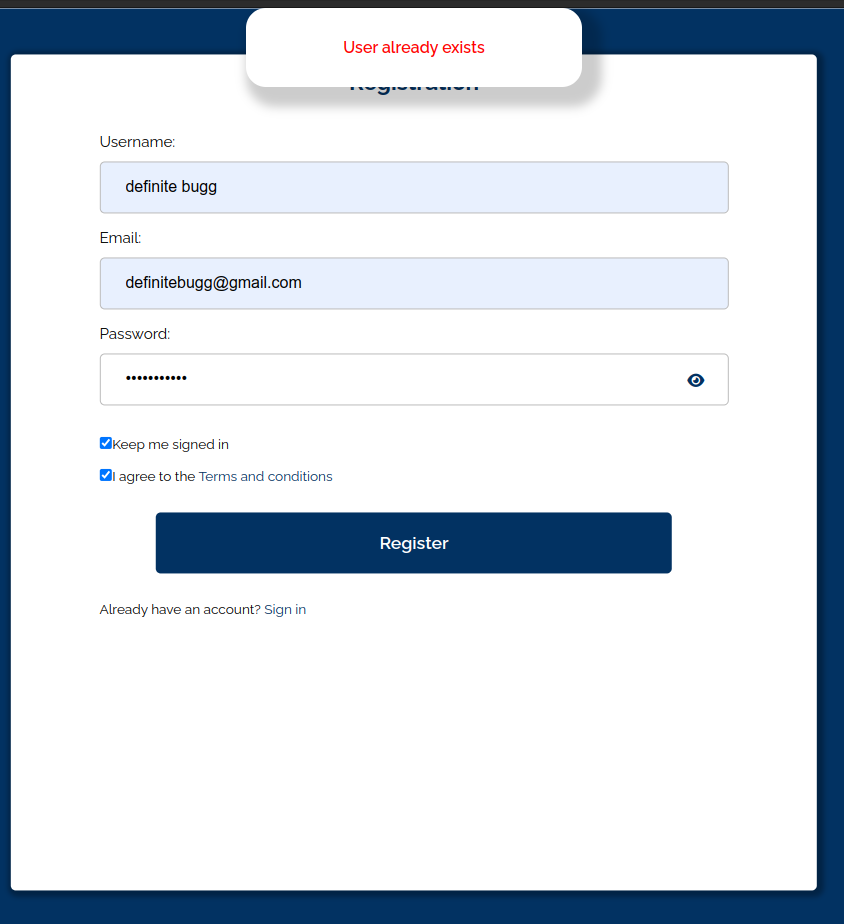 User already exists
Registration
Username:
definite bugg
Email:
definitebugg@gmail.com
Password:
•••••••••••
Keep me signed in
I agree to the Terms and conditions
Register
Already have an account? Sign in